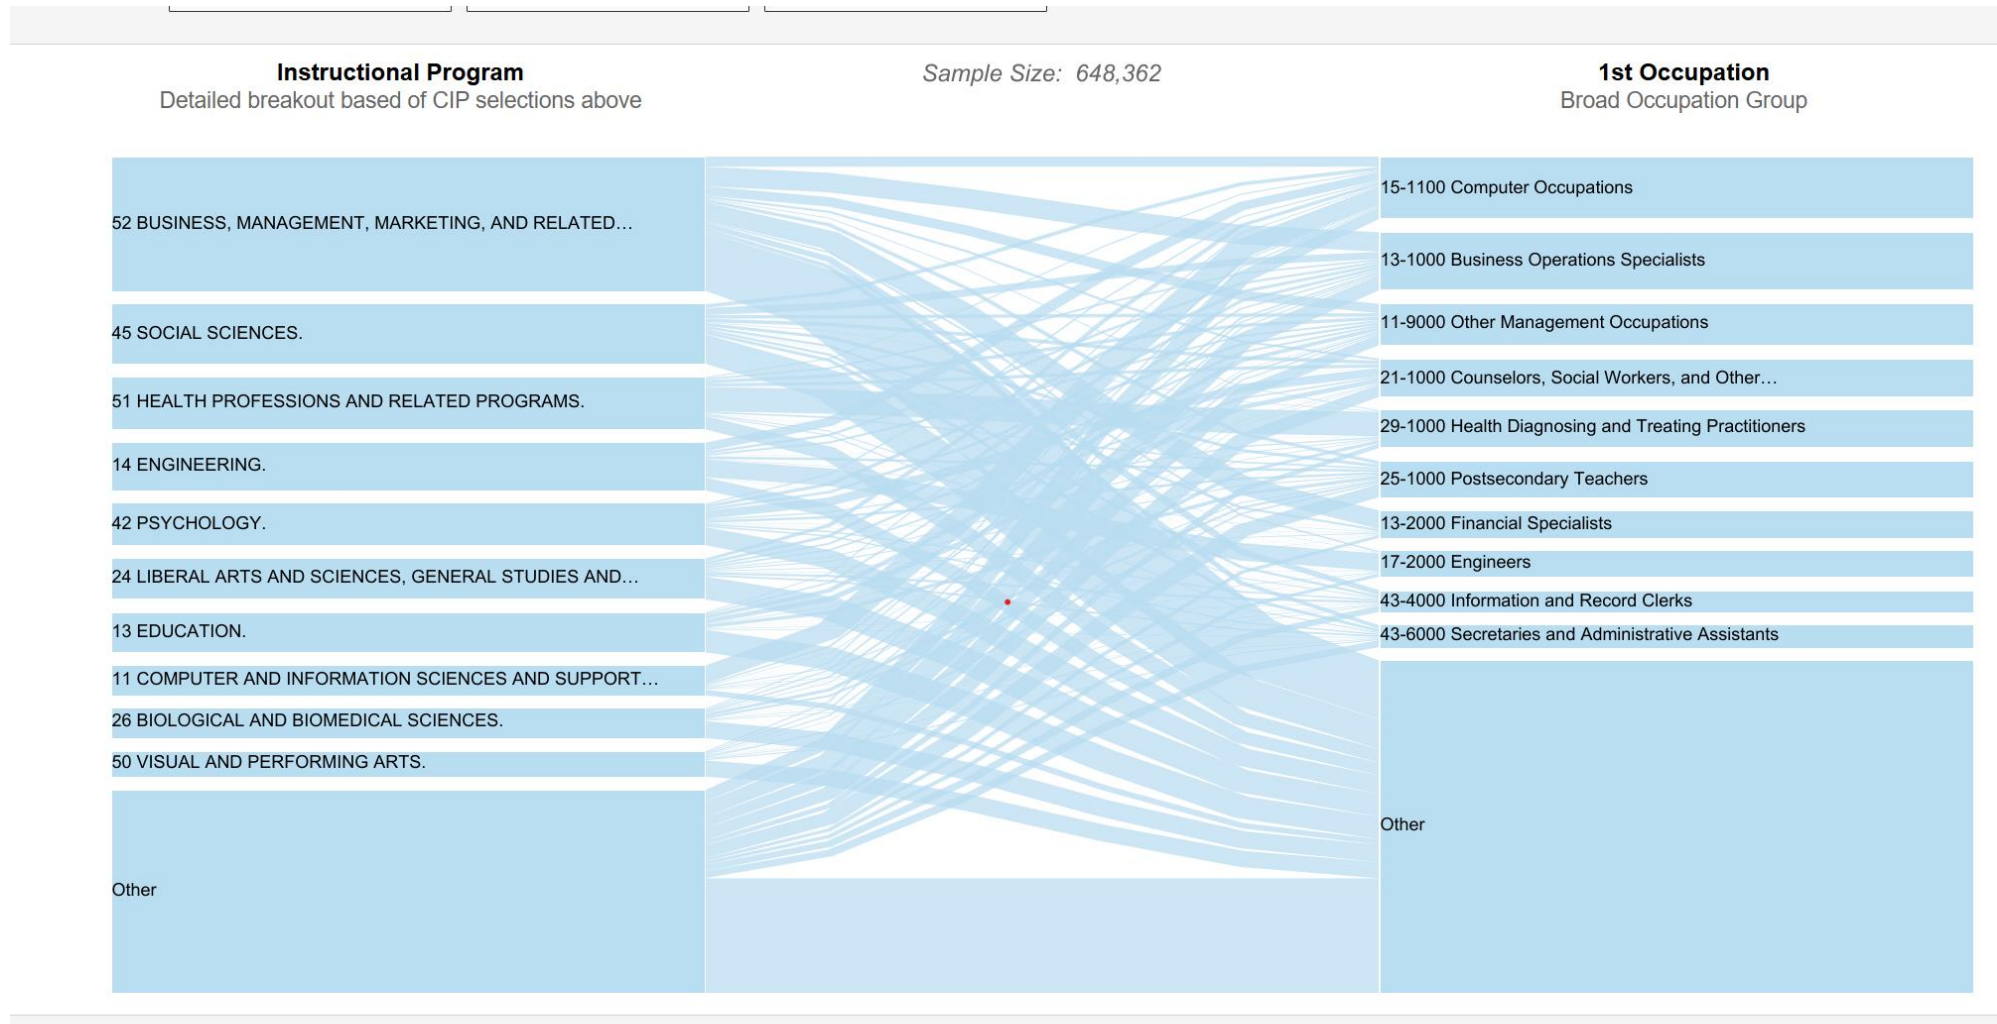 Instructional Program
Detailed breakout based of CIP selections above
Sample Size: 648,362
1st Occupation
Broad Occupation Group
52 BUSINESS, MANAGEMENT, MARKETING, AND RELATED…
45 SOCIAL SCIENCES.
51 HEALTH PROFESSIONS AND RELATED PROGRAMS.
14 ENGINEERING.
42 PSYCHOLOGY.
24 LIBERAL ARTS AND SCIENCES, GENERAL STUDIES AND…
13 EDUCATION.
11 COMPUTER AND INFORMATION SCIENCES AND SUPPORT…
26 BIOLOGICAL AND BIOMEDICAL SCIENCES.
50 VISUAL AND PERFORMING ARTS.
Other
15-1100 Computer Occupations
13-1000 Business Operations Specialists
11-9000 Other Management Occupations
21-1000 Counselors, Social Workers, and Other…
29-1000 Health Diagnosing and Treating Practitioners
25-1000 Postsecondary Teachers
13-2000 Financial Specialists
17-2000 Engineers
43-4000 Information and Record Clerks
43-6000 Secretaries and Administrative Assistants
Other